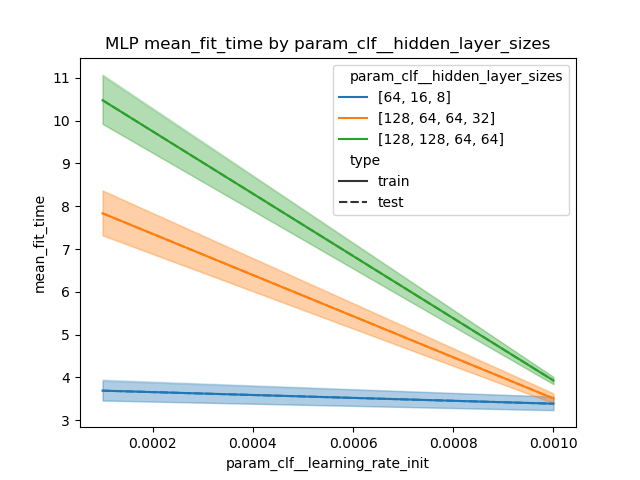 MLP mean_fit_time by param_clf__hidden_layer_sizes
param_clf__hidden_layer_sizes
[64, 16, 8]
[128, 64, 64, 32]
[128, 128, 64, 64]
type
train
test
mean_fit_time
11
10
9
8
7
6
5
4
3
0.0002
0.0004
0.0006
0.0008
0.0010
param_clf__learning_rate_init